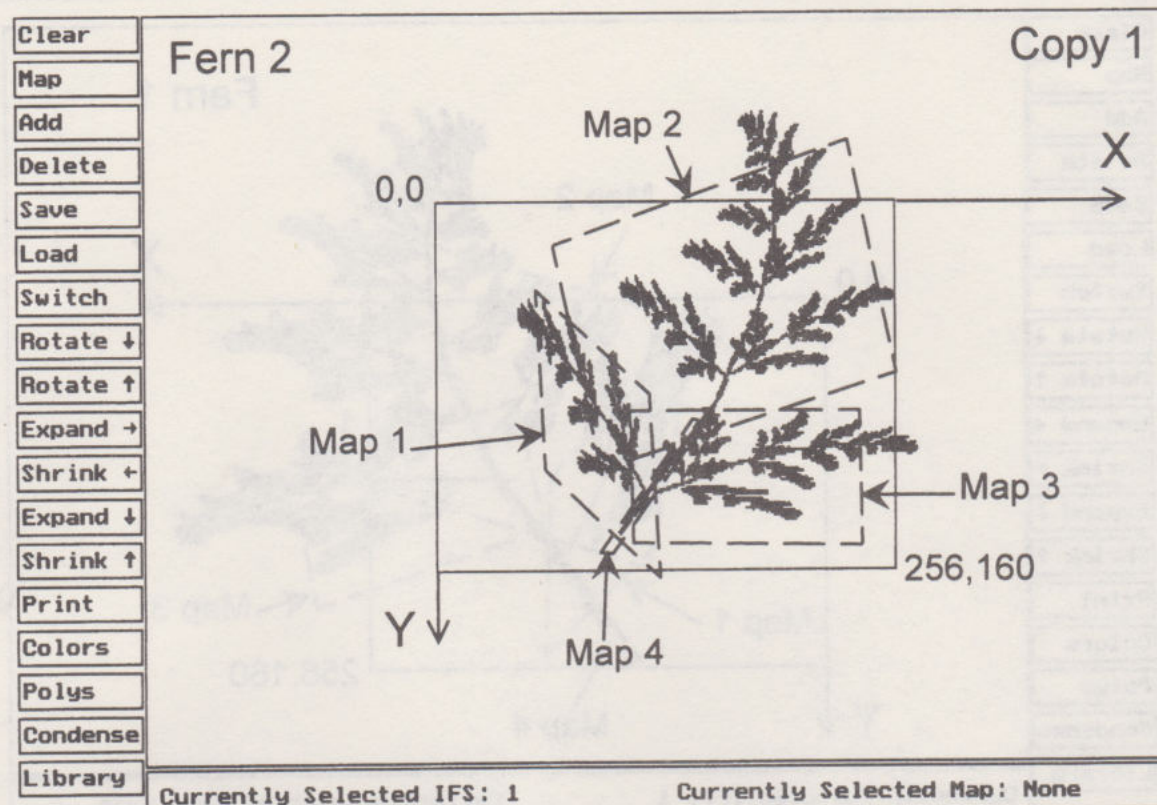 Clear
Map
Add
Delete
Save
Load
Switch
Rotate ↓
Rotate ↑
Expand →
Shrink ←
Expand ↓
Shrink ↑
Print
Colors
Polys
Condense
Library
Fern 2
Copy 1
Map 2
X
0,0
Map 1
Map 3
256,160
Y
Map 4
Currently Selected IFS: 1
Currently Selected Map: None